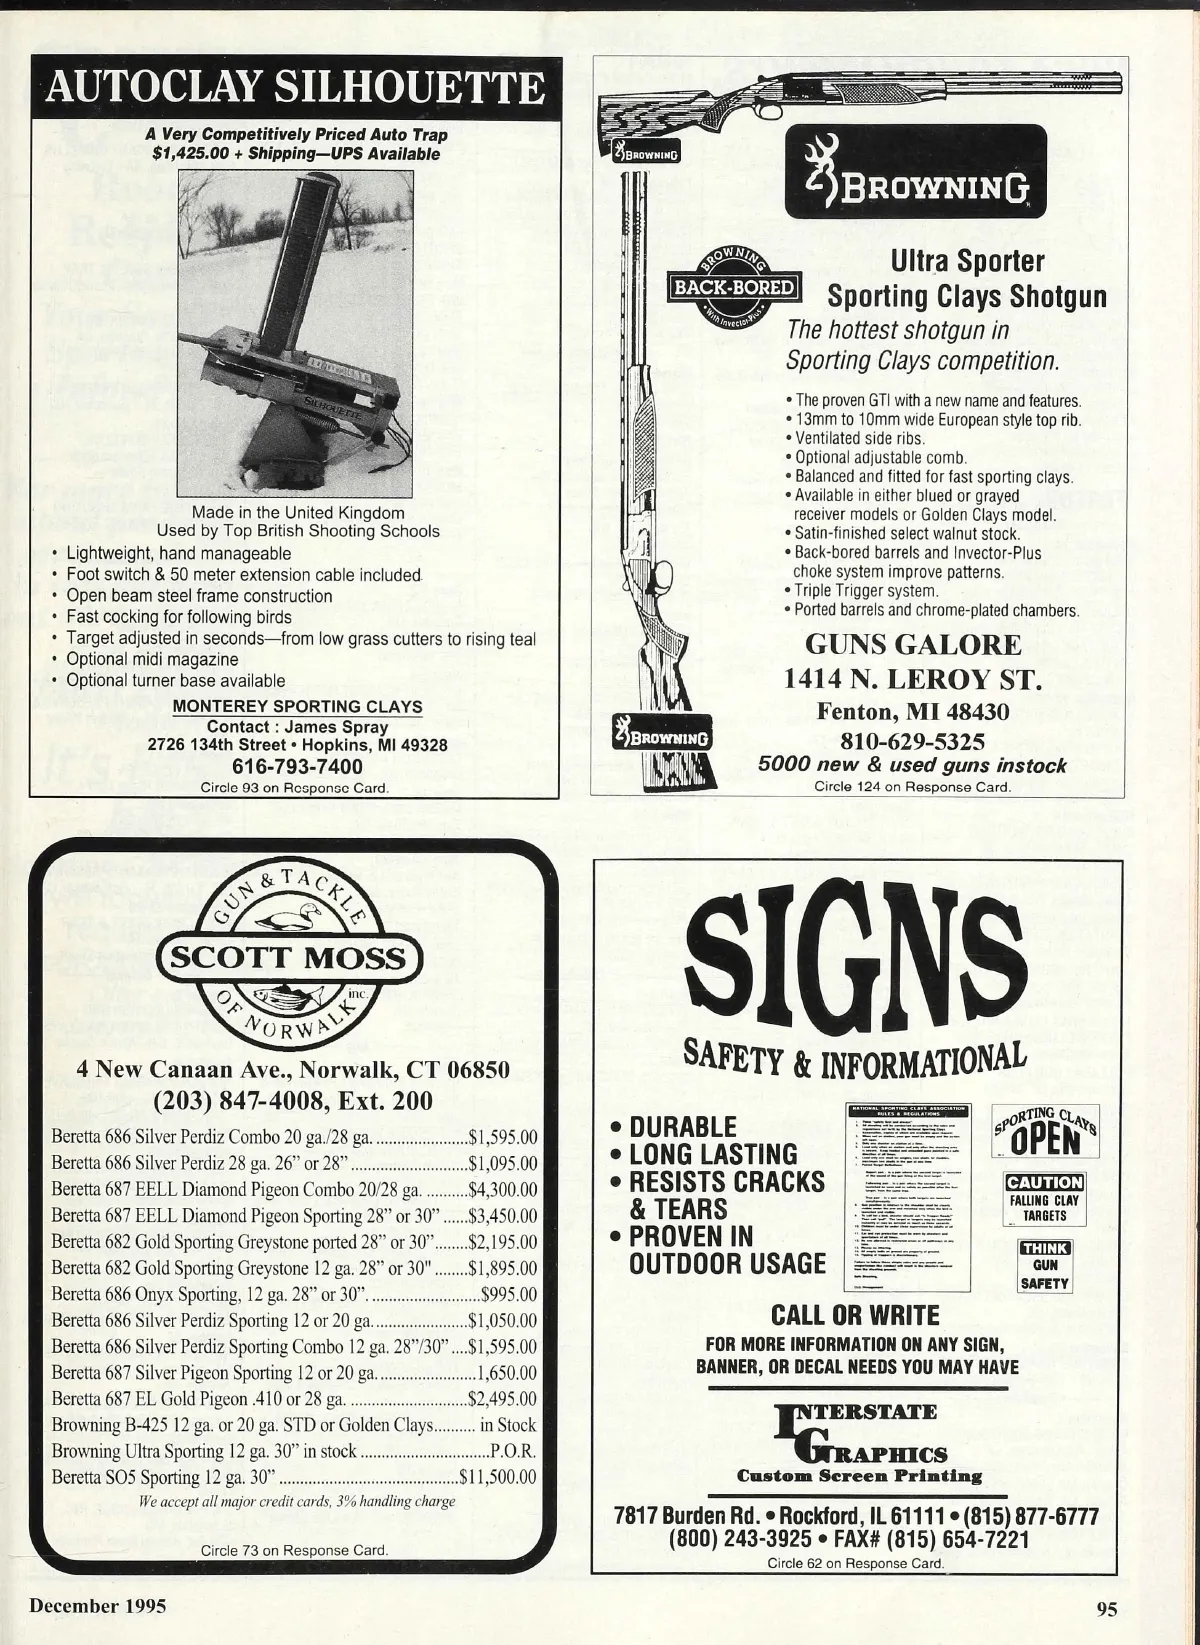 AUTOCLAY SILHOUETTE
A Very Competitively Priced Auto Trap
$1,425.00 + Shipping—UPS Available
SILHOUETTE
Made in the United Kingdom
Used by Top British Shooting Schools
• Lightweight, hand manageable
• Foot switch & 50 meter extension cable included
• Open beam steel frame construction
• Fast cocking for following birds
• Target adjusted in seconds—from low grass cutters to rising teal
• Optional midi magazine
• Optional turner base available
MONTEREY SPORTING CLAYS
Contact : James Spray
2726 134th Street • Hopkins, MI 49328
616-793-7400
Circle 93 on Response Card.
BROWNING
BROWNING
BROWNING
BACK-BORED
• With Invector-Plus •
Ultra Sporter
Sporting Clays Shotgun
The hottest shotgun in
Sporting Clays competition.
• The proven GTI with a new name and features.
• 13mm to 10mm wide European style top rib.
• Ventilated side ribs.
• Optional adjustable comb.
• Balanced and fitted for fast sporting clays.
• Available in either blued or grayed
receiver models or Golden Clays model.
• Satin-finished select walnut stock.
• Back-bored barrels and Invector-Plus
choke system improve patterns.
• Triple Trigger system.
• Ported barrels and chrome-plated chambers.
BROWNING
GUNS GALORE
1414 N. LEROY ST.
Fenton, MI 48430
810-629-5325
5000 new & used guns instock
Circle 124 on Response Card.
GUN & TACKLE
SCOTT MOSS
inc.
OF NORWALK
4 New Canaan Ave., Norwalk, CT 06850
(203) 847-4008, Ext. 200
Beretta 686 Silver Perdiz Combo 20 ga./28 ga. ......................$1,595.00
Beretta 686 Silver Perdiz 28 ga. 26” or 28” ............................$1,095.00
Beretta 687 EELL Diamond Pigeon Combo 20/28 ga. ..........$4,300.00
Beretta 687 EELL Diamond Pigeon Sporting 28” or 30” ......$3,450.00
Beretta 682 Gold Sporting Greystone ported 28” or 30”........$2,195.00
Beretta 682 Gold Sporting Greystone 12 ga. 28” or 30" ........$1,895.00
Beretta 686 Onyx Sporting, 12 ga. 28” or 30”. ..........................$995.00
Beretta 686 Silver Perdiz Sporting 12 or 20 ga.......................$1,050.00
Beretta 686 Silver Perdiz Sporting Combo 12 ga. 28”/30” ....$1,595.00
Beretta 687 Silver Pigeon Sporting 12 or 20 ga........................1,650.00
Beretta 687 EL Gold Pigeon .410 or 28 ga. ............................$2,495.00
Browning B-425 12 ga. or 20 ga. STD or Golden Clays.......... in Stock
Browning Ultra Sporting 12 ga. 30” in stock ...............................P.O.R.
Beretta SO5 Sporting 12 ga. 30” ...........................................$11,500.00
We accept all major credit cards, 3% handling charge
Circle 73 on Response Card.
SIGNS
SAFETY & INFORMATIONAL
• DURABLE
• LONG LASTING
• RESISTS CRACKS
& TEARS
• PROVEN IN
OUTDOOR USAGE
NATIONAL SPORTING CLAYS ASSOCIATION
RULES & REGULATIONS
SPORTING CLAYS
OPEN
CAUTION
FALLING CLAY
TARGETS
THINK
GUN
SAFETY
CALL OR WRITE
FOR MORE INFORMATION ON ANY SIGN,
BANNER, OR DECAL NEEDS YOU MAY HAVE
INTERSTATE
GRAPHICS
Custom Screen Printing
7817 Burden Rd. • Rockford, IL 61111 • (815) 877-6777
(800) 243-3925 • FAX# (815) 654-7221
Circle 62 on Response Card.
December 1995
95